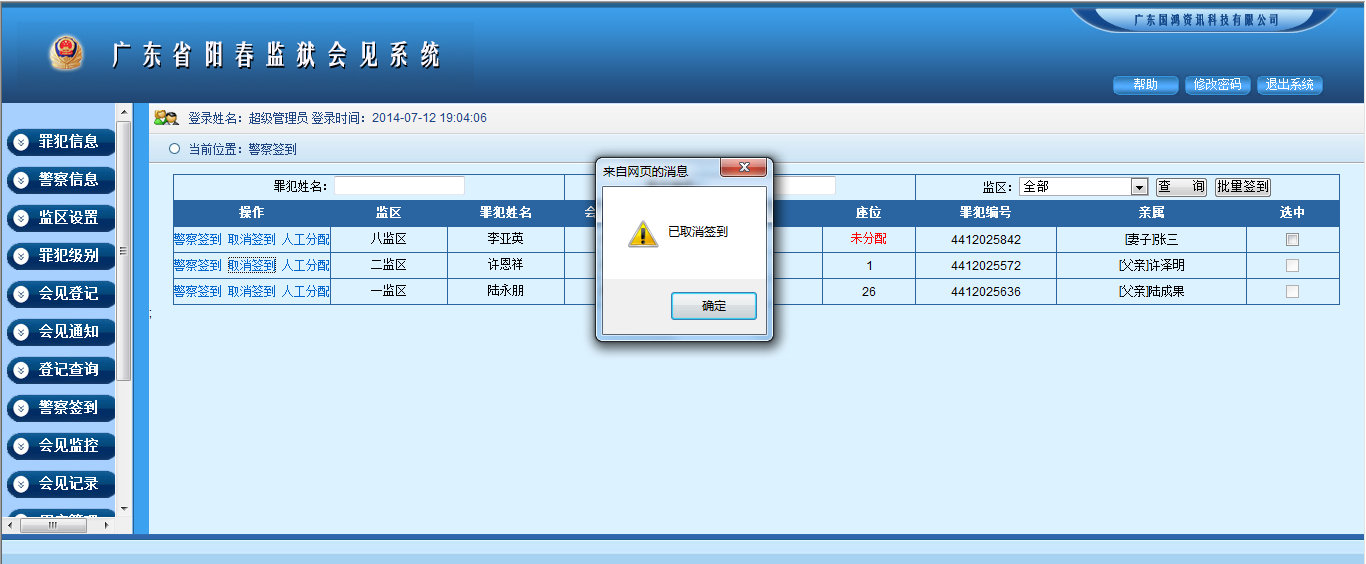 广东国鸿资讯科技有限公司
广东省阳春监狱会见系统
帮助 修改密码 退出系统
登录姓名：超级管理员 登录时间：2014-07-12 19:04:06
当前位置：警察签到
罪犯信息
警察信息
监区设置
罪犯级别
会见登记
会见通知
登记查询
警察签到
会见监控
会见记录
罪犯姓名： 监区： 全部 查 询 批量签到
操作 监区 罪犯姓名 会 座位 罪犯编号 亲属 选中
警察签到 取消签到 人工分配 八监区 李亚英 未分配 4412025842 [妻子]张三
警察签到 取消签到 人工分配 二监区 许恩祥 1 4412025572 [父亲]许泽明
警察签到 取消签到 人工分配 一监区 陆永朋 26 4412025636 [父亲]陆成果
;
来自网页的消息
已取消签到
确定